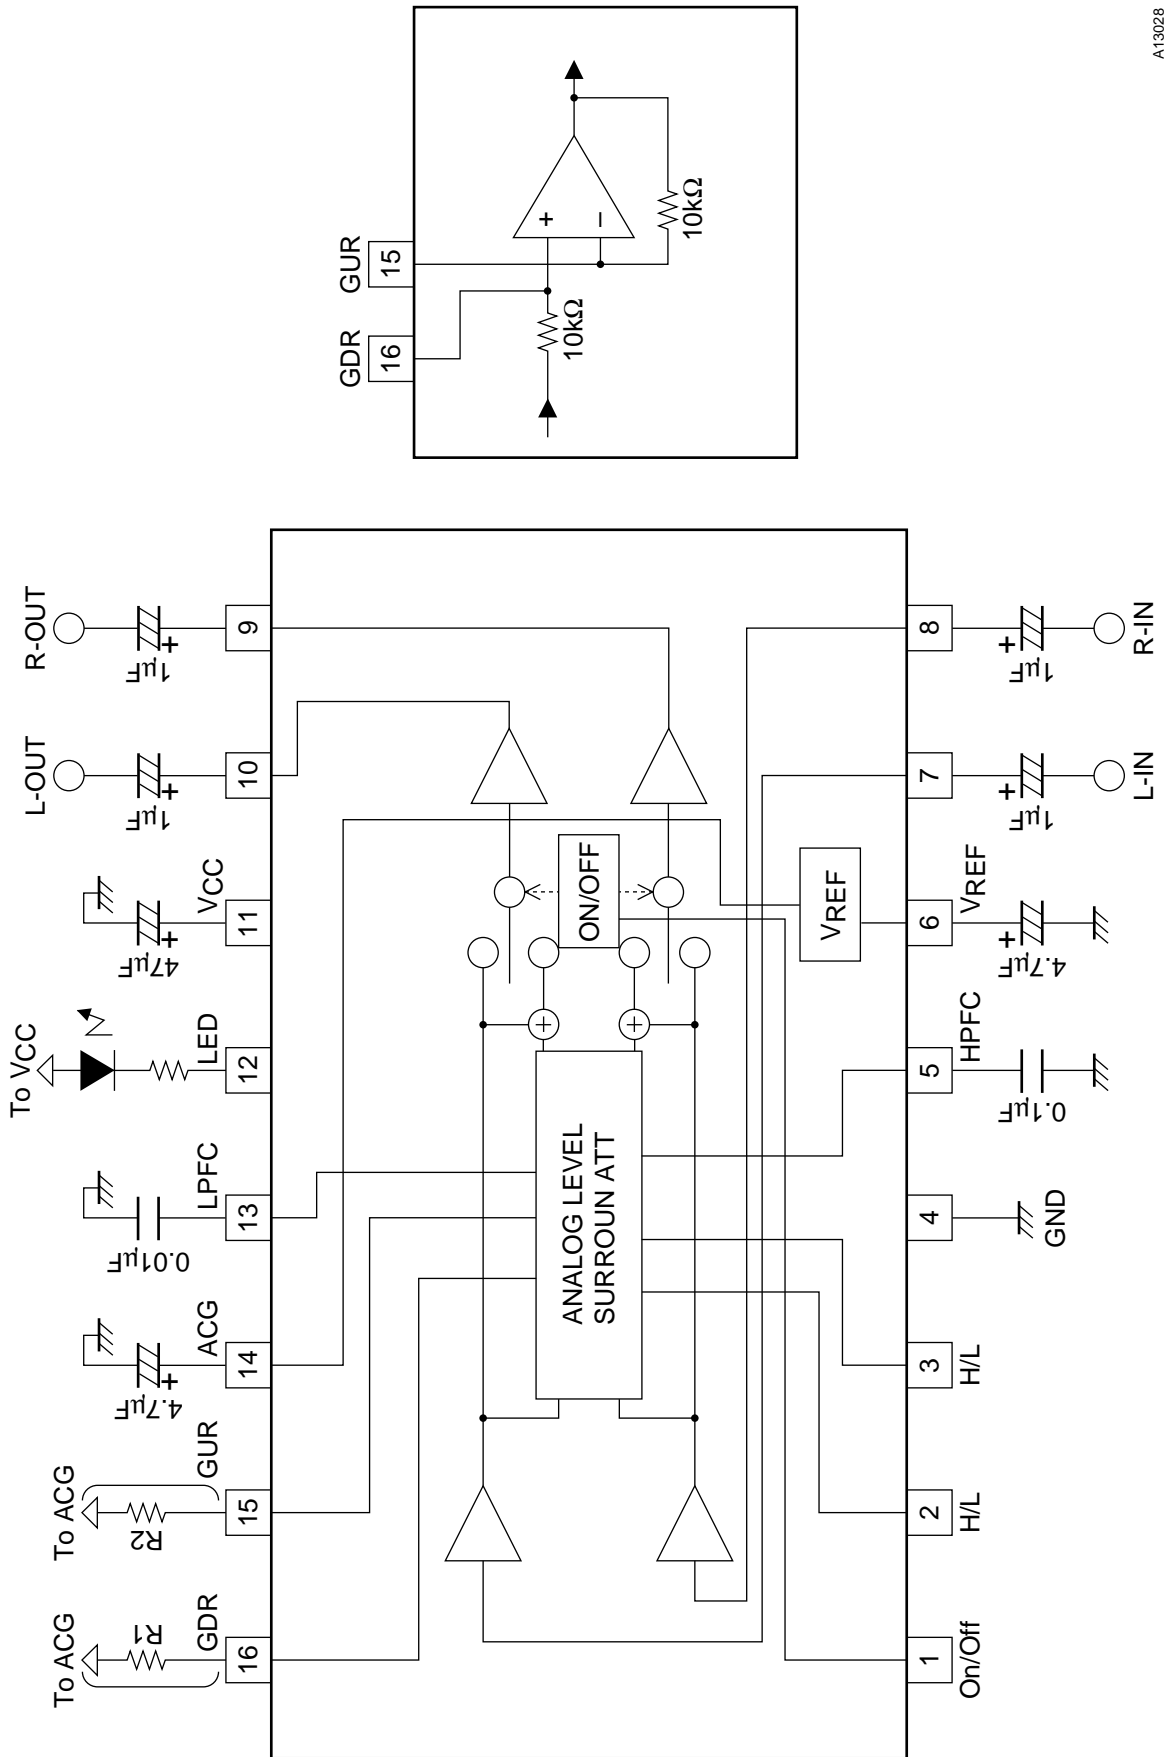 A13028
GUR
15
GDR
16
+
−
10kΩ
10kΩ
R-OUT
1µF
+
9
L-OUT
1µF
+
10
VCC
47µF
+
11
To VCC
LED
12
LPFC
0.01µF
13
ACG
4.7µF
+
14
To ACG
R2
GUR
15
To ACG
R1
GDR
16
ON/OFF
VREF
+
+
ANALOG LEVEL
SURROUN ATT
8
+
1µF
R-IN
7
+
1µF
L-IN
6
VREF
+
4.7µF
5
HPFC
0.1µF
4
GND
3
H/L
2
H/L
1
On/Off